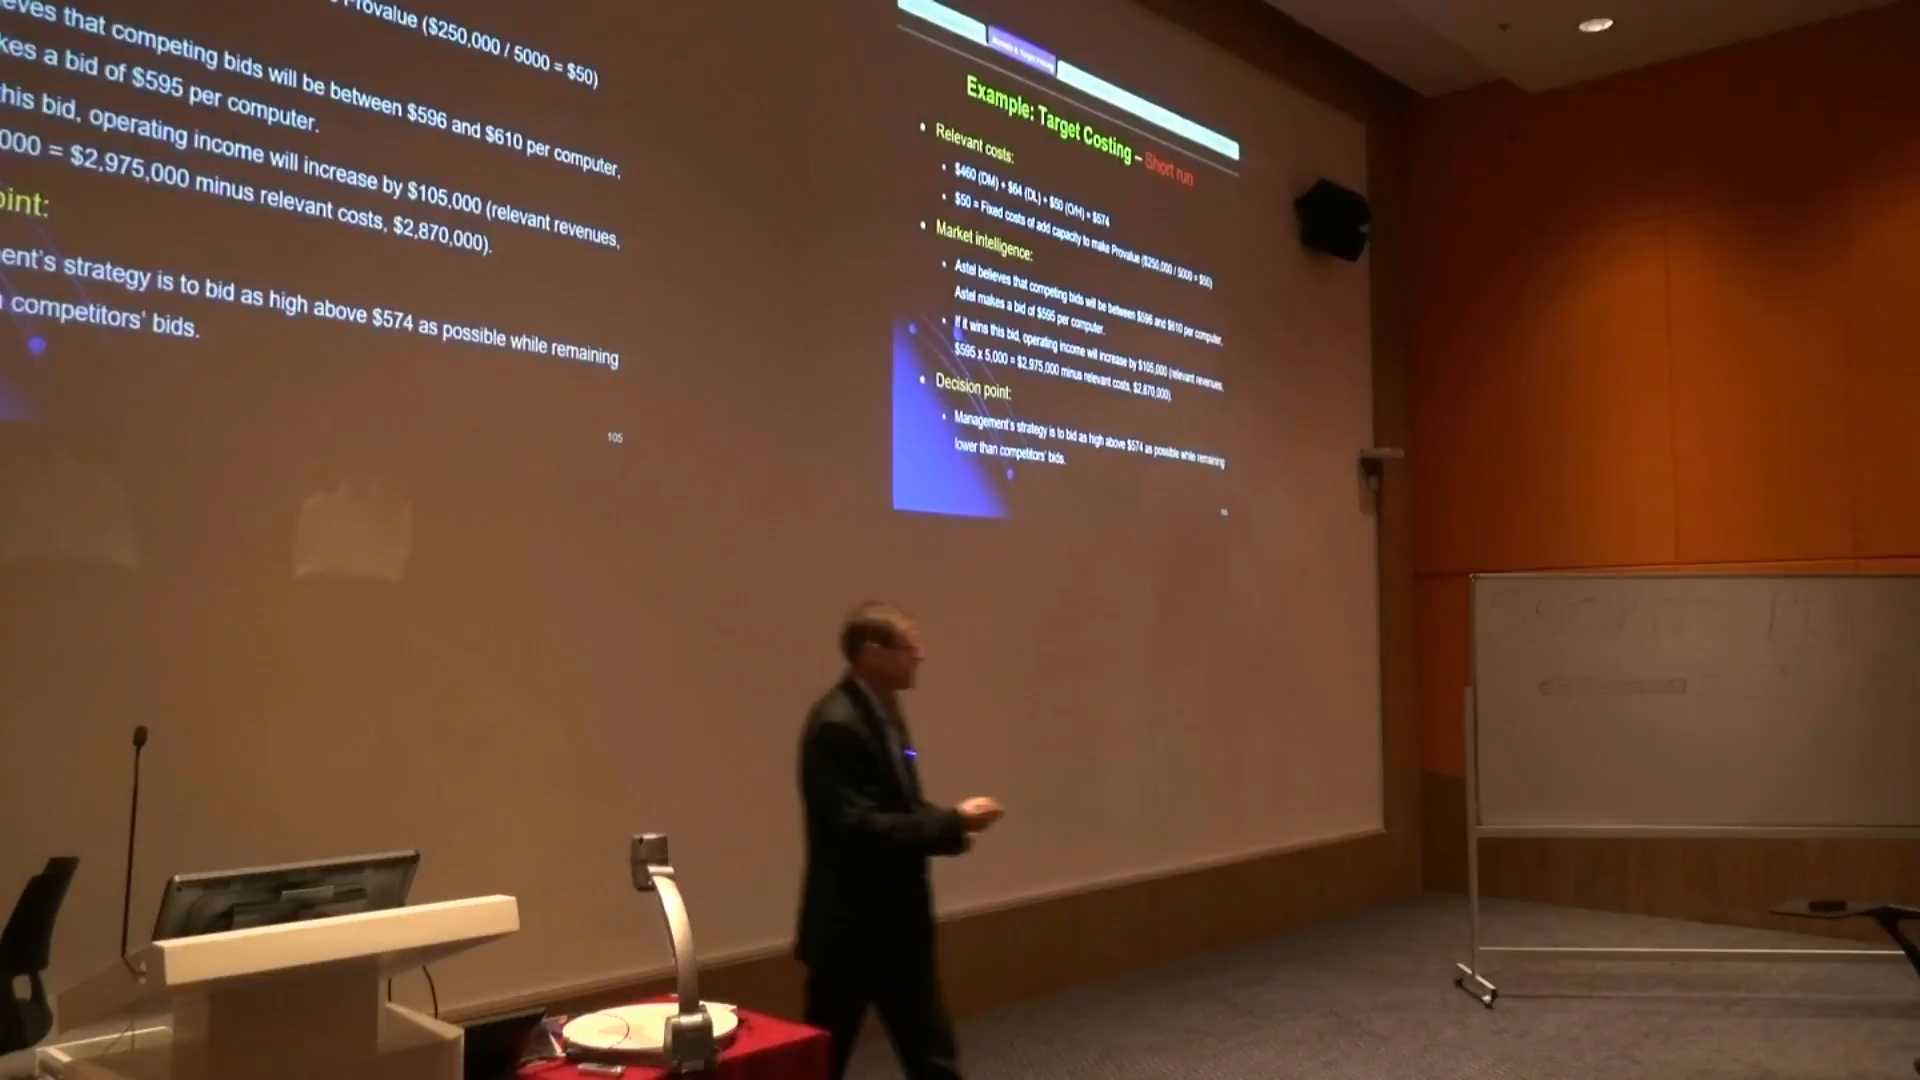 Provalue ($250,000 / 5000 = $50)
eves that competing bids will be between $596 and $610 per computer,
kes a bid of $595 per computer.
this bid, operating income will increase by $105,000 (relevant revenues,
000 = $2,975,000 minus relevant costs, $2,870,000).
oint:
ent's strategy is to bid as high above $574 as possible while remaining
competitors' bids.
105
Example: Target Costing – Short run
• Relevant costs:
• $460 (DM) + $64 (DL) + $50 (O/H) = $574
• $50 = Fixed costs of add capacity to make Provalue ($250,000 / 5000 = $50)
• Market intelligence:
• Astel believes that competing bids will be between $596 and $610 per computer,
Astel makes a bid of $595 per computer.
• If it wins this bid, operating income will increase by $105,000 (relevant revenues,
$595 x 5,000 = $2,975,000 minus relevant costs, $2,870,000).
• Decision point:
• Management's strategy is to bid as high above $574 as possible while remaining
lower than competitors' bids.